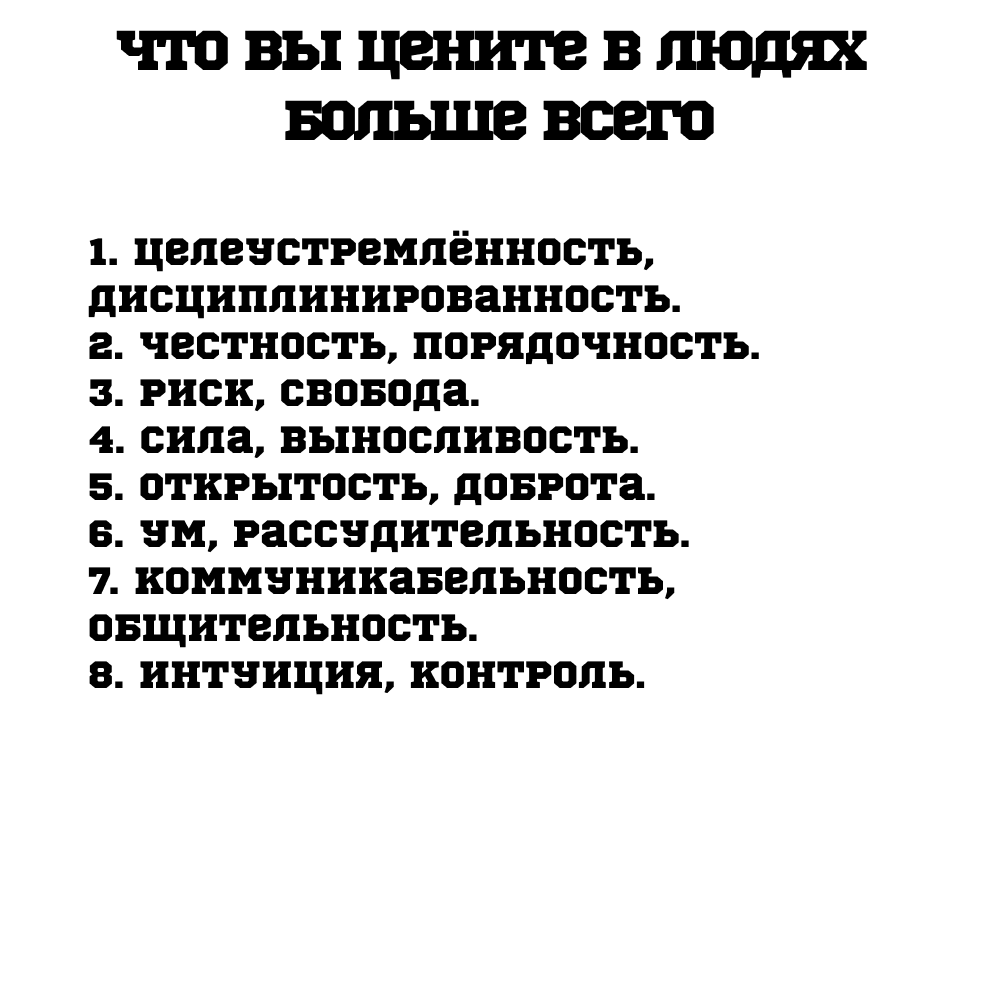 что вы цените в людях
больше всего
1. целеустремлённость,
дисциплинированность.
2. честность, порядочность.
3. риск, свобода.
4. сила, выносливость.
5. открытость, доброта.
6. ум, рассудительность.
7. коммуникабельность,
общительность.
8. интуиция, контроль.